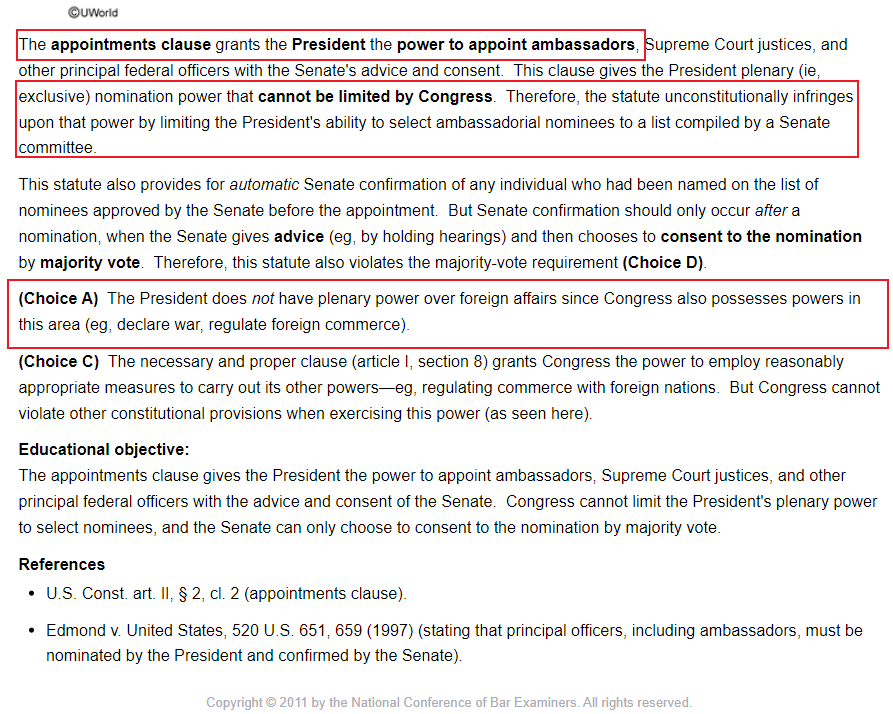 ©UWorld
The appointments clause grants the President the power to appoint ambassadors, Supreme Court justices, and
other principal federal officers with the Senate's advice and consent. This clause gives the President plenary (ie,
exclusive) nomination power that cannot be limited by Congress. Therefore, the statute unconstitutionally infringes
upon that power by limiting the President's ability to select ambassadorial nominees to a list compiled by a Senate
committee.
This statute also provides for automatic Senate confirmation of any individual who had been named on the list of
nominees approved by the Senate before the appointment. But Senate confirmation should only occur after a
nomination, when the Senate gives advice (eg, by holding hearings) and then chooses to consent to the nomination
by majority vote. Therefore, this statute also violates the majority-vote requirement (Choice D).
(Choice A) The President does not have plenary power over foreign affairs since Congress also possesses powers in
this area (eg, declare war, regulate foreign commerce).
(Choice C) The necessary and proper clause (article I, section 8) grants Congress the power to employ reasonably
appropriate measures to carry out its other powers—eg, regulating commerce with foreign nations. But Congress cannot
violate other constitutional provisions when exercising this power (as seen here).
Educational objective:
The appointments clause gives the President the power to appoint ambassadors, Supreme Court justices, and other
principal federal officers with the advice and consent of the Senate. Congress cannot limit the President's plenary power
to select nominees, and the Senate can only choose to consent to the nomination by majority vote.
References
• U.S. Const. art. II, § 2, cl. 2 (appointments clause).
• Edmond v. United States, 520 U.S. 651, 659 (1997) (stating that principal officers, including ambassadors, must be
nominated by the President and confirmed by the Senate).
Copyright © 2011 by the National Conference of Bar Examiners. All rights reserved.